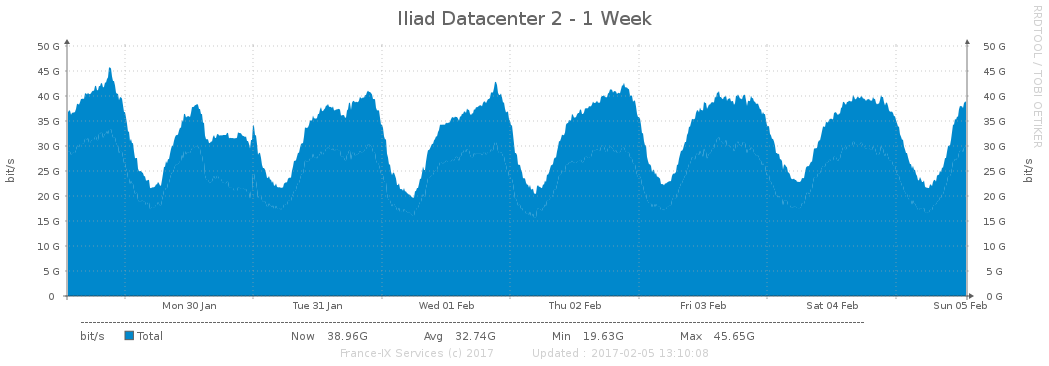 Iliad Datacenter 2 - 1 Week
RRDTOOL / TOBI OETIKER
bit/s
50 G
45 G
40 G
35 G
30 G
25 G
20 G
15 G
10 G
5 G
0
50 G
45 G
40 G
35 G
30 G
25 G
20 G
15 G
10 G
5 G
0 G
bit/s
Mon 30 Jan Tue 31 Jan Wed 01 Feb Thu 02 Feb Fri 03 Feb Sat 04 Feb Sun 05 Feb
bit/s Total Now 38.96G Avg 32.74G Min 19.63G Max 45.65G
France-IX Services (c) 2017 Updated : 2017-02-05 13:10:08